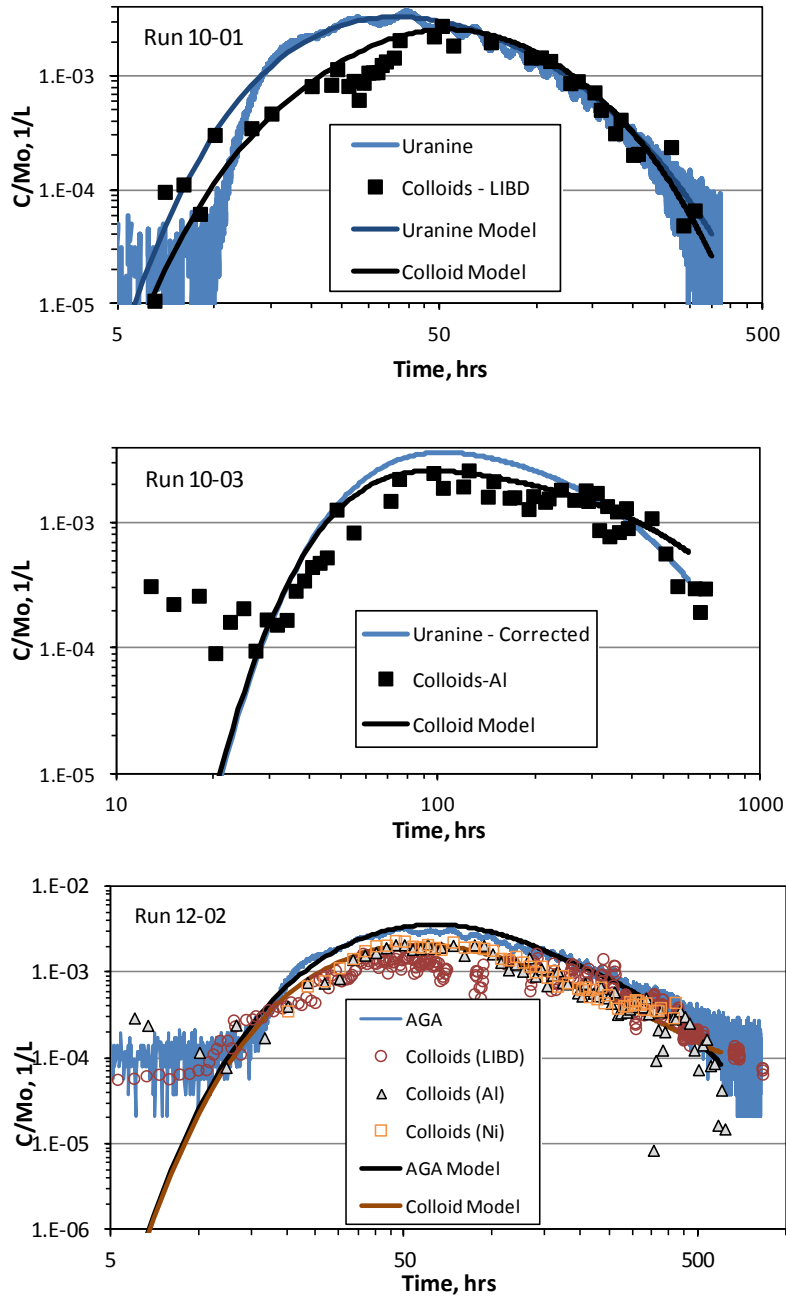 Run 10-01
C/Mo, 1/L
1.E-03
1.E-04
1.E-05
Uranine
Colloids - LIBD
Uranine Model
Colloid Model
5
50
500
Time, hrs
Run 10-03
C/Mo, 1/L
1.E-03
1.E-04
1.E-05
Uranine - Corrected
Colloids-Al
Colloid Model
10
100
1000
Time, hrs
Run 12-02
C/Mo, 1/L
1.E-02
1.E-03
1.E-04
1.E-05
1.E-06
AGA
Colloids (LIBD)
Colloids (Al)
Colloids (Ni)
AGA Model
Colloid Model
5
50
500
Time, hrs